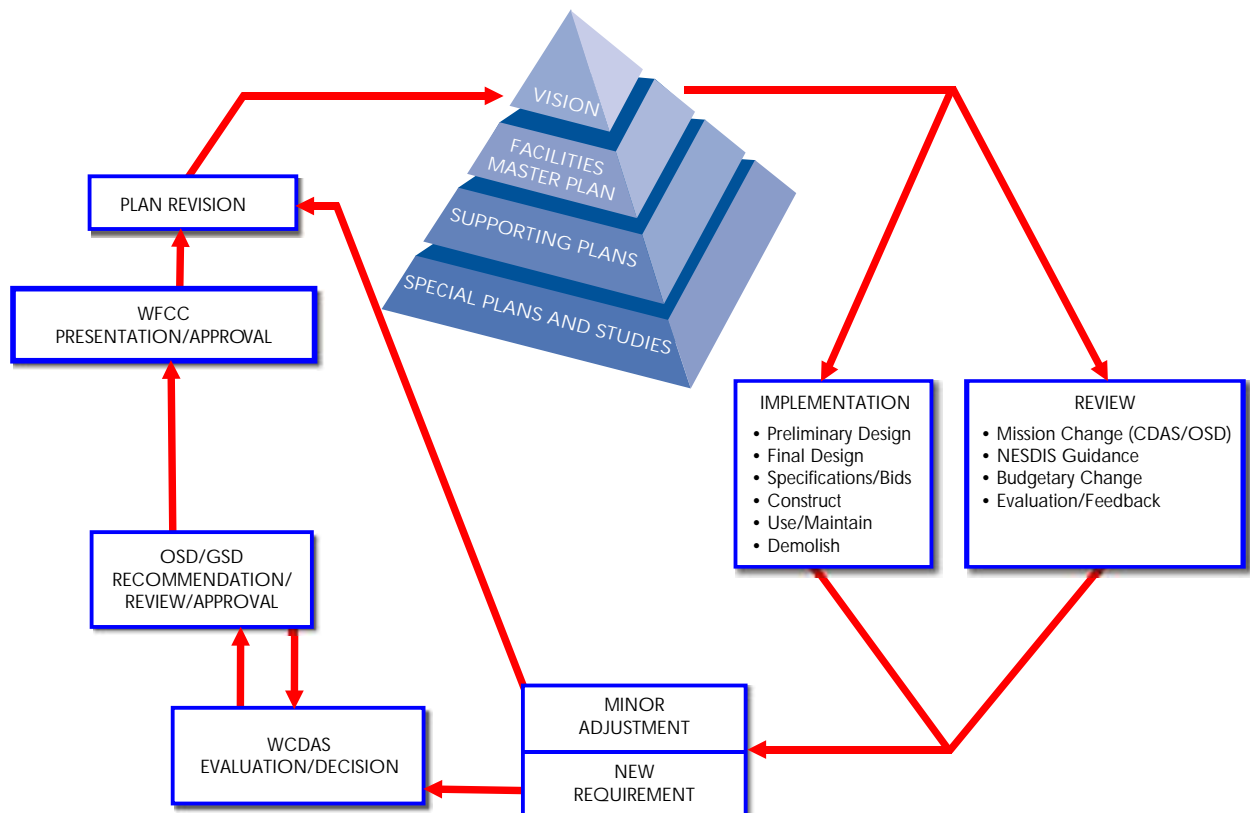 VISION
FACILITIES
MASTER PLAN
SUPPORTING PLANS
SPECIAL PLANS AND STUDIES
PLAN REVISION
WFCC
PRESENTATION/APPROVAL
OSD/GSD
RECOMMENDATION/
REVIEW/APPROVAL
WCDAS
EVALUATION/DECISION
MINOR
ADJUSTMENT
NEW
REQUIREMENT
IMPLEMENTATION
• Preliminary Design
• Final Design
• Specifications/Bids
• Construct
• Use/Maintain
• Demolish
REVIEW
• Mission Change (CDAS/OSD)
• NESDIS Guidance
• Budgetary Change
• Evaluation/Feedback